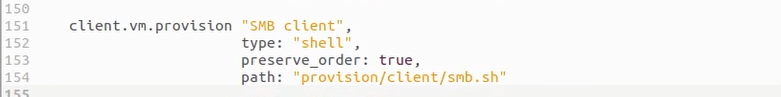 150
151 client.vm.provision "SMB client",
152 type: "shell",
153 preserve_order: true,
154 path: "provision/client/smb.sh"
155